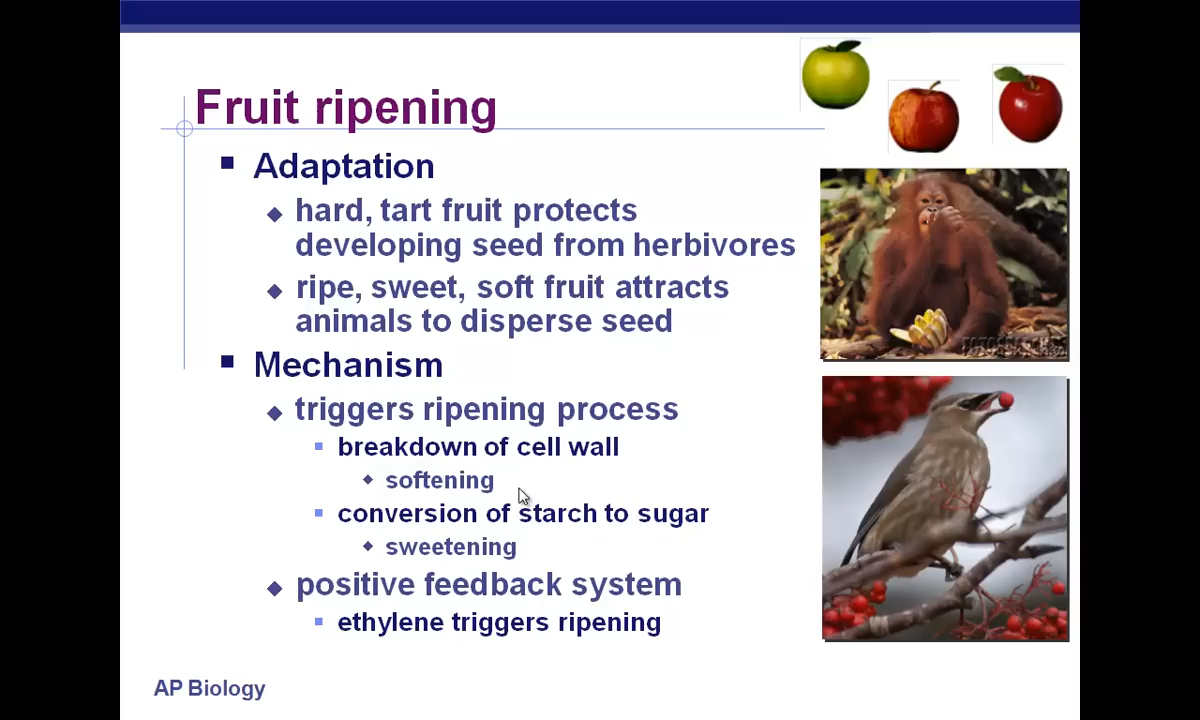 Fruit ripening
Adaptation
hard, tart fruit protects
developing seed from herbivores
ripe, sweet, soft fruit attracts
animals to disperse seed
Mechanism
triggers ripening process
breakdown of cell wall
softening
conversion of starch to sugar
sweetening
positive feedback system
ethylene triggers ripening
AP Biology